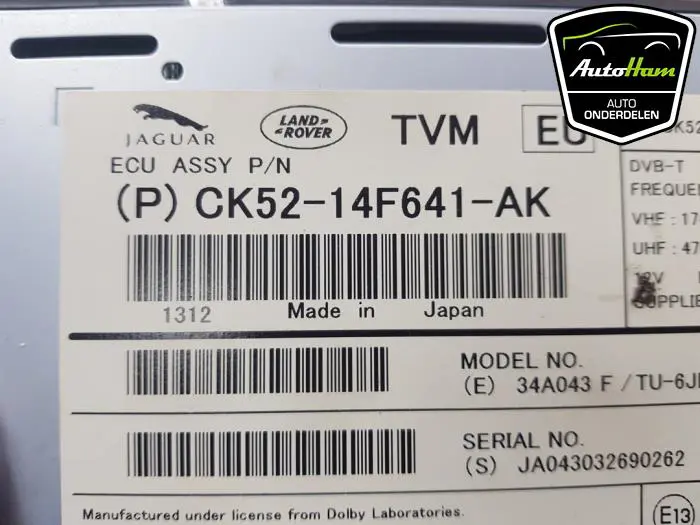 AutoHam
AUTO
ONDERDELEN
JAGUAR
LAND
ROVER
TVM EU
ECU ASSY P/N
(P) CK52-14F641-AK
1312 Made in Japan
DVB-T
VHF : 17
UHF : 47
12V
MODEL NO.
(E) 34A043 F / TU-6J
SERIAL NO.
(S) JA043032690262
Manufactured under license from Dolby Laboratories.
E13